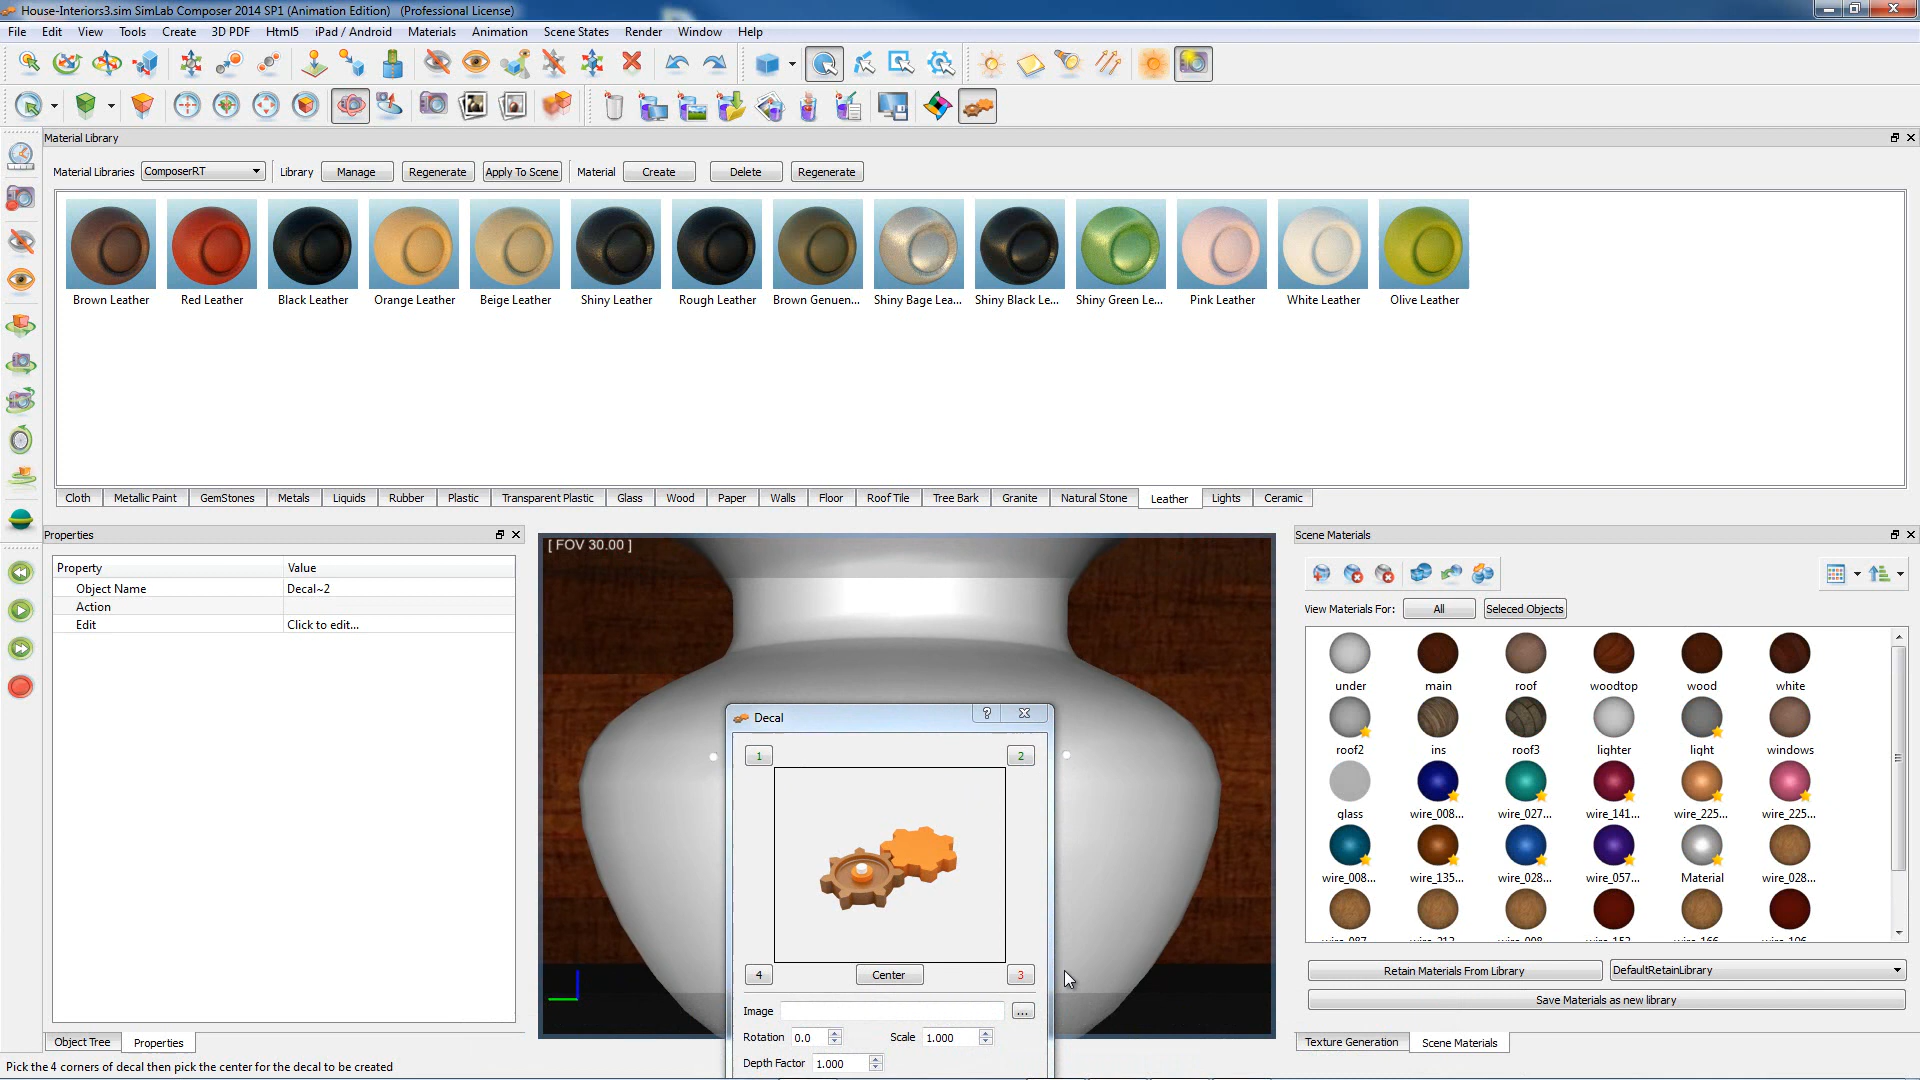 House-Interiors3.sim SimLab Composer 2014 SP1 (Animation Edition)   (Professional License)
File Edit View Tools Create 3D PDF Html5 iPad / Android Materials Animation Scene States Render Window Help
Material Library
Material Libraries ComposerRT Library Manage Regenerate Apply To Scene Material Create Delete Regenerate
Brown Leather Red Leather Black Leather Orange Leather Beige Leather Shiny Leather Rough Leather Brown Genuen... Shiny Bage Lea... Shiny Black Le... Shiny Green Le... Pink Leather White Leather Olive Leather
Cloth Metallic Paint GemStones Metals Liquids Rubber Plastic Transparent Plastic Glass Wood Paper Walls Floor Roof Tile Tree Bark Granite Natural Stone Leather Lights Ceramic
Properties
Property Value
Object Name Decal~2
Action
Edit Click to edit...
Object Tree Properties
Pick the 4 corners of decal then pick the center for the decal to be created
[ FOV 30.00 ]
Decal
?
1 2
4 Center 3
Image ...
Rotation 0.0 Scale 1.000
Depth Factor 1.000
Scene Materials
View Materials For: All Seleced Objects
under main roof woodtop wood white
roof2 ins roof3 lighter light windows
glass wire_008... wire_027... wire_141... wire_225... wire_225...
wire_008... wire_135... wire_028... wire_057... Material wire_028...
Retain Materials From Library DefaultRetainLibrary
Save Materials as new library
Texture Generation Scene Materials